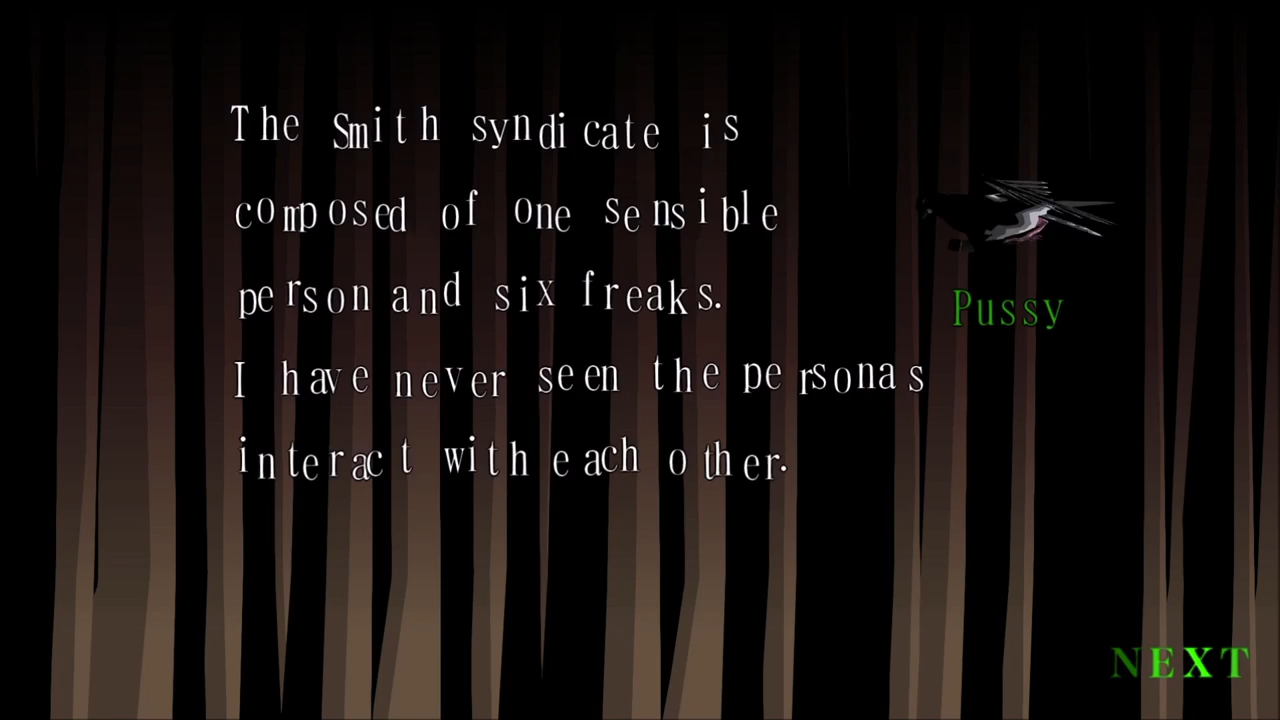 The Smith syndicate is
composed of one sensible
person and six freaks.
I have never seen the personas
interact with each other.
Pussy
NEXT